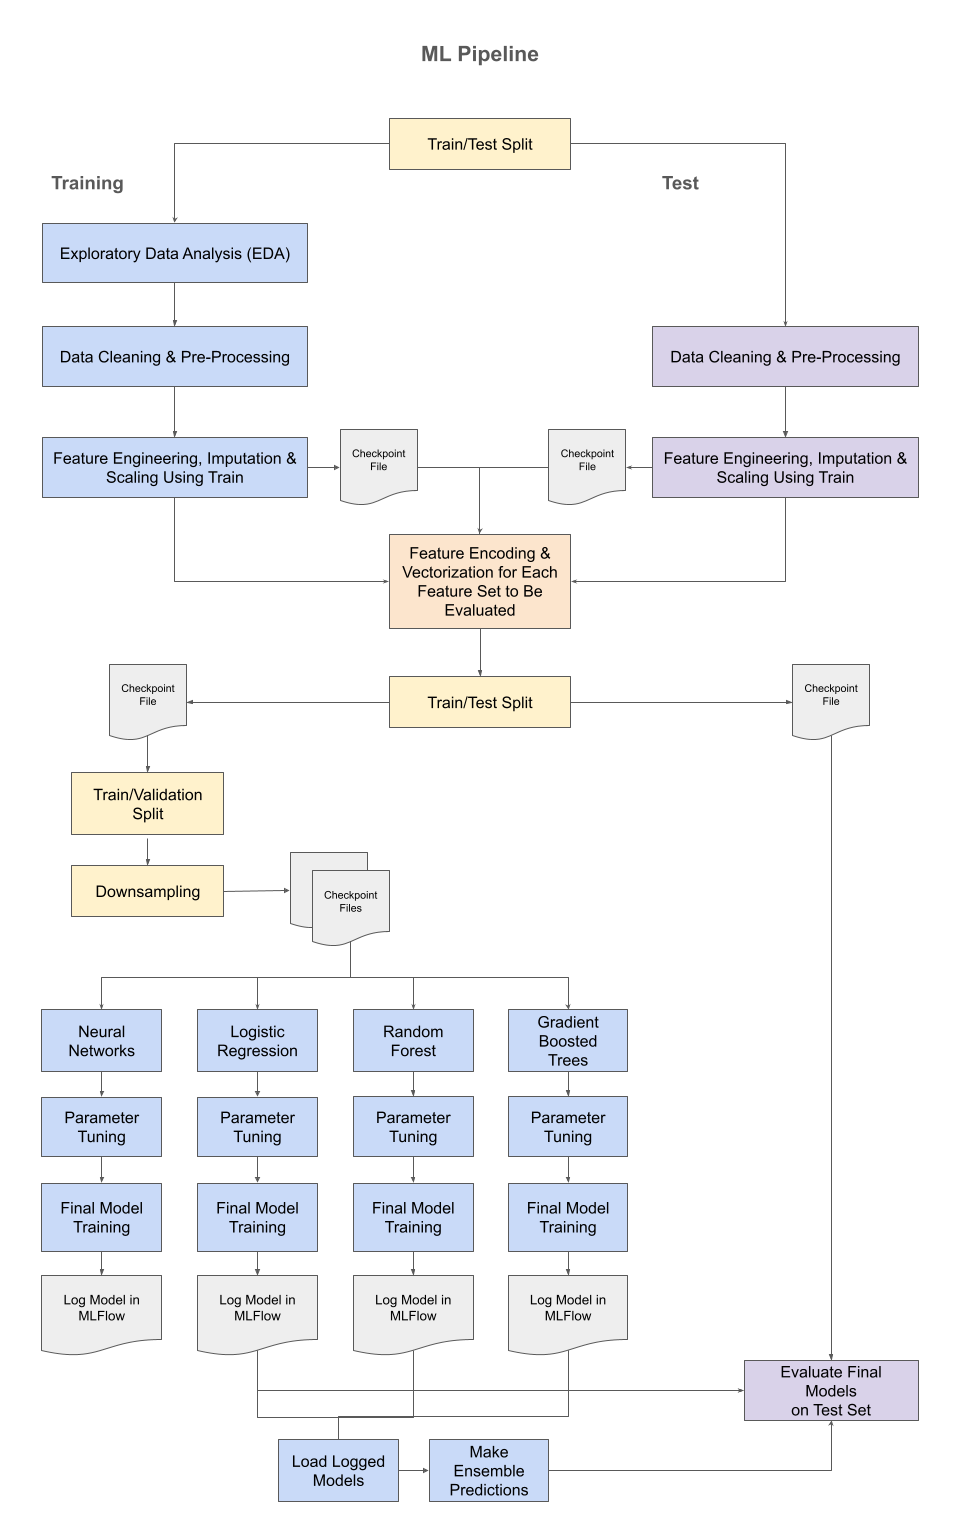 ML Pipeline
Train/Test Split
Training
Test
Exploratory Data Analysis (EDA)
Data Cleaning & Pre-Processing
Data Cleaning & Pre-Processing
Feature Engineering, Imputation &
Scaling Using Train
Checkpoint
File
Checkpoint
File
Feature Engineering, Imputation &
Scaling Using Train
Feature Encoding &
Vectorization for Each
Feature Set to Be
Evaluated
Checkpoint
File
Train/Test Split
Checkpoint
File
Train/Validation
Split
Downsampling
Checkpoint
Files
Neural
Networks
Logistic
Regression
Random
Forest
Gradient
Boosted
Trees
Parameter
Tuning
Parameter
Tuning
Parameter
Tuning
Parameter
Tuning
Final Model
Training
Final Model
Training
Final Model
Training
Final Model
Training
Log Model in
MLFlow
Log Model in
MLFlow
Log Model in
MLFlow
Log Model in
MLFlow
Evaluate Final
Models
on Test Set
Load Logged
Models
Make
Ensemble
Predictions